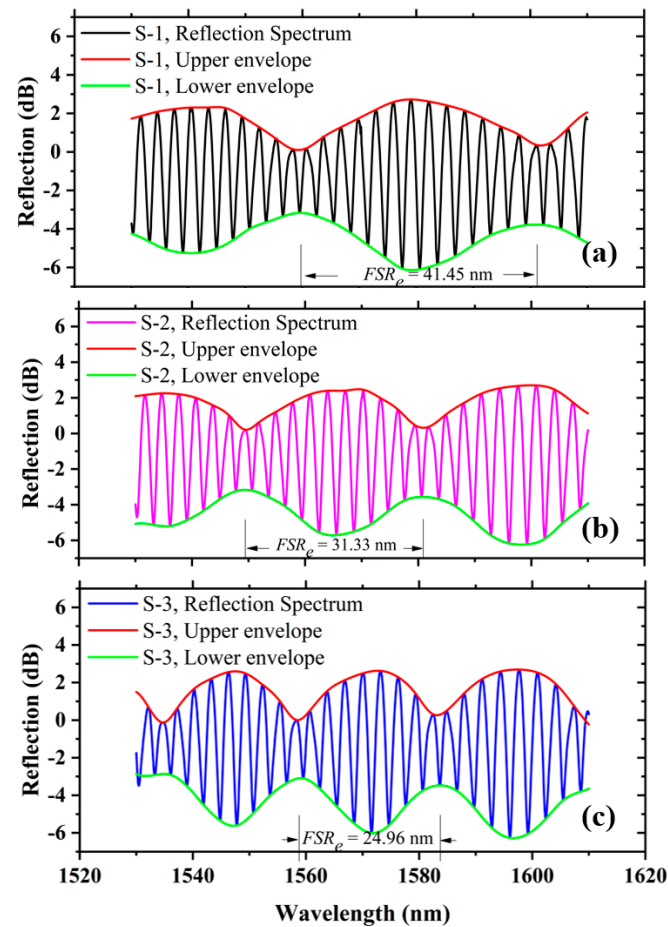 6
4
2
0
-2
-4
-6
Reflection (dB)
S-1, Reflection Spectrum
S-1, Upper envelope
S-1, Lower envelope
FSRe = 41.45 nm
(a)
6
4
2
0
-2
-4
-6
Reflection (dB)
S-2, Reflection Spectrum
S-2, Upper envelope
S-2, Lower envelope
FSRe = 31.33 nm
(b)
6
4
2
0
-2
-4
-6
Reflection (dB)
S-3, Reflection Spectrum
S-3, Upper envelope
S-3, Lower envelope
FSRe = 24.96 nm
(c)
1520 1540 1560 1580 1600 1620
Wavelength (nm)